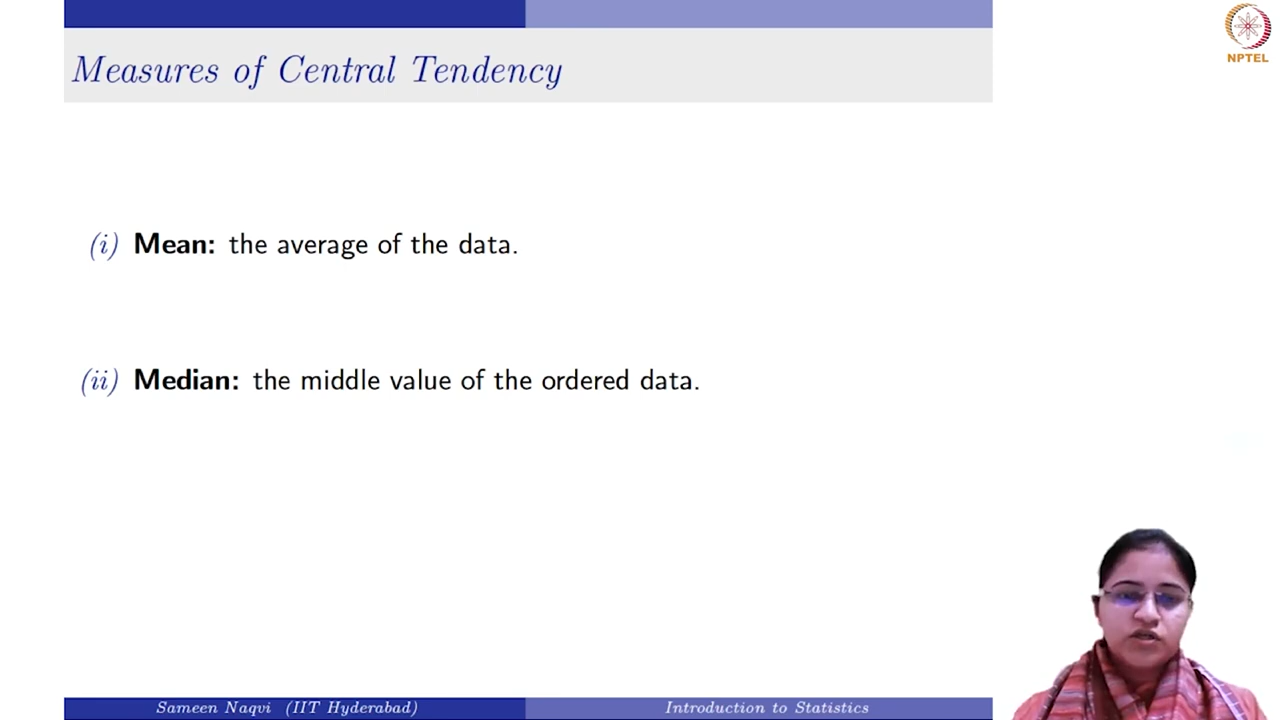 Measures of Central Tendency
NPTEL
(i) Mean: the average of the data.
(ii) Median: the middle value of the ordered data.
Sameen Naqvi (IIT Hyderabad)
Introduction to Statistics